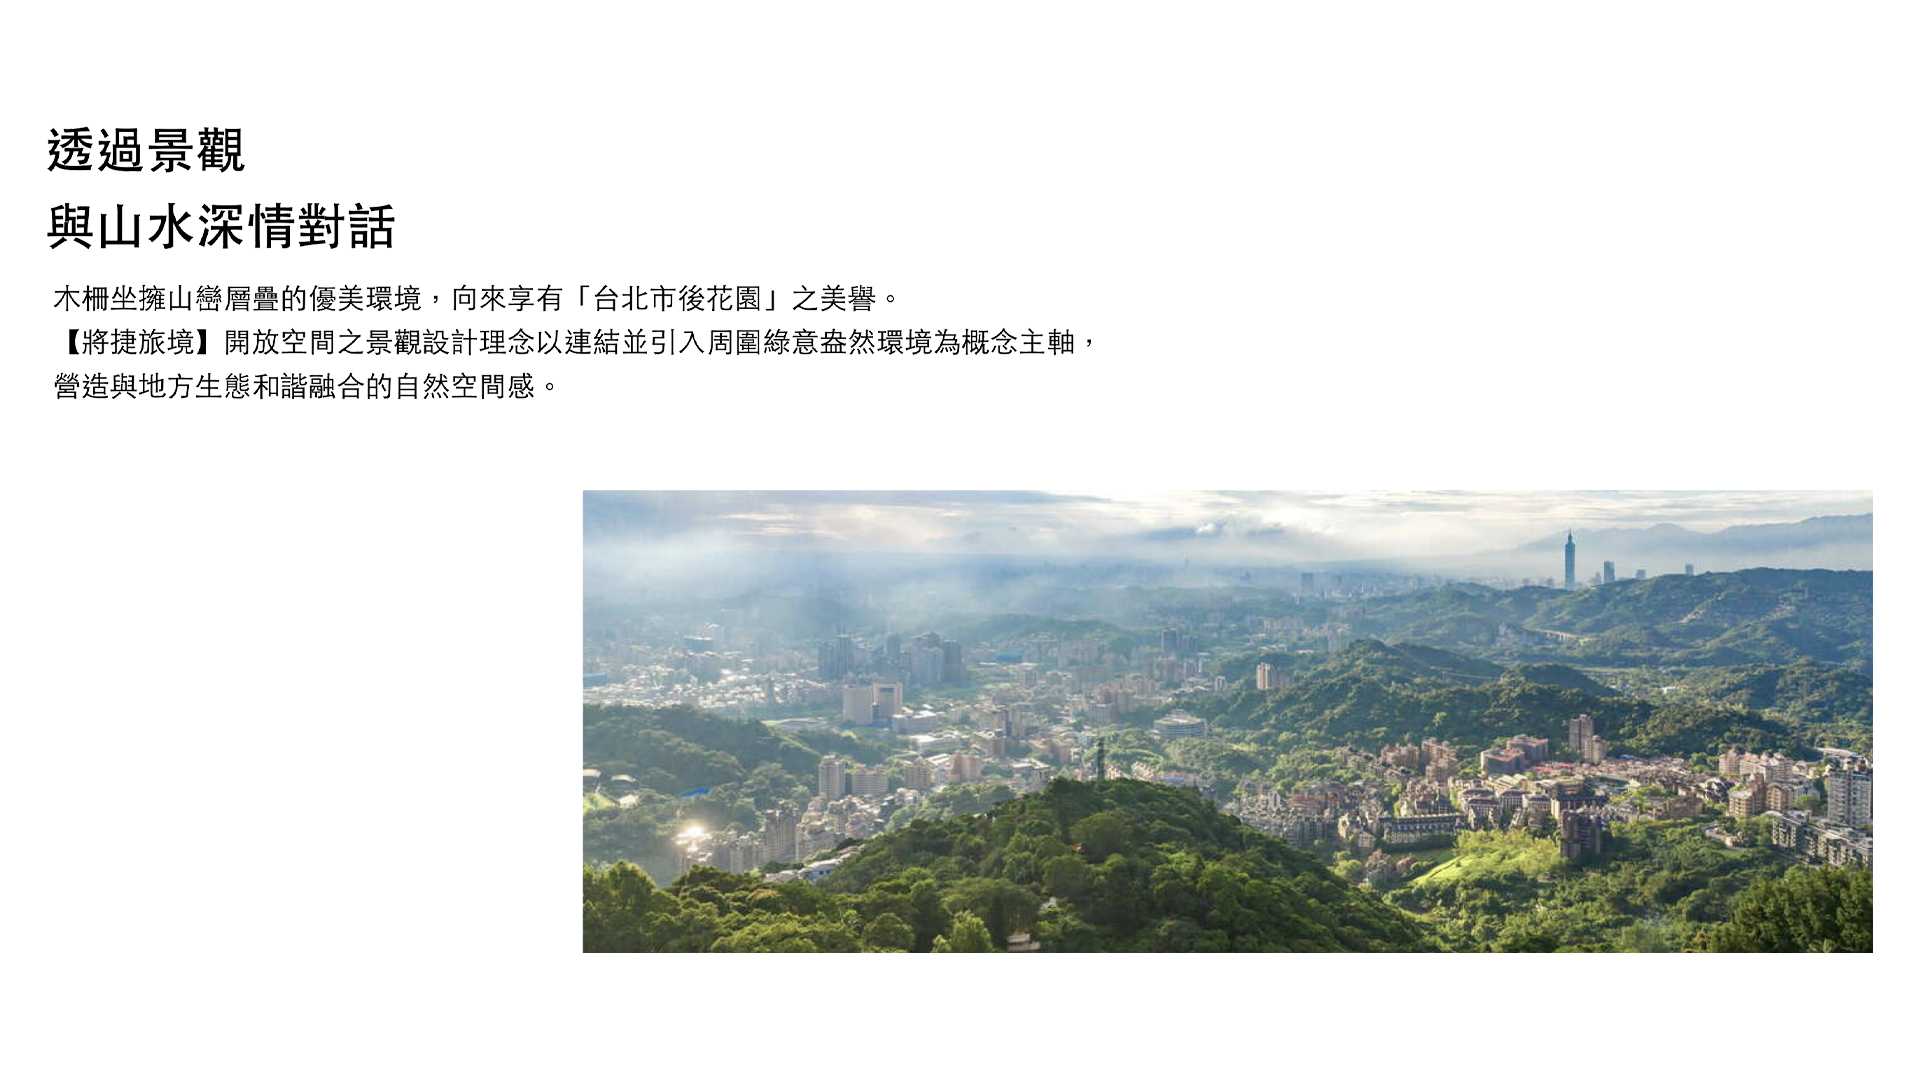 透過景觀
與山水深情對話
木柵坐擁山巒層疊的優美環境，向來享有「台北市後花園」之美譽。
【將捷旅境】開放空間之景觀設計理念以連結並引入周圍綠意盎然環境為概念主軸，
營造與地方生態和諧融合的自然空間感。